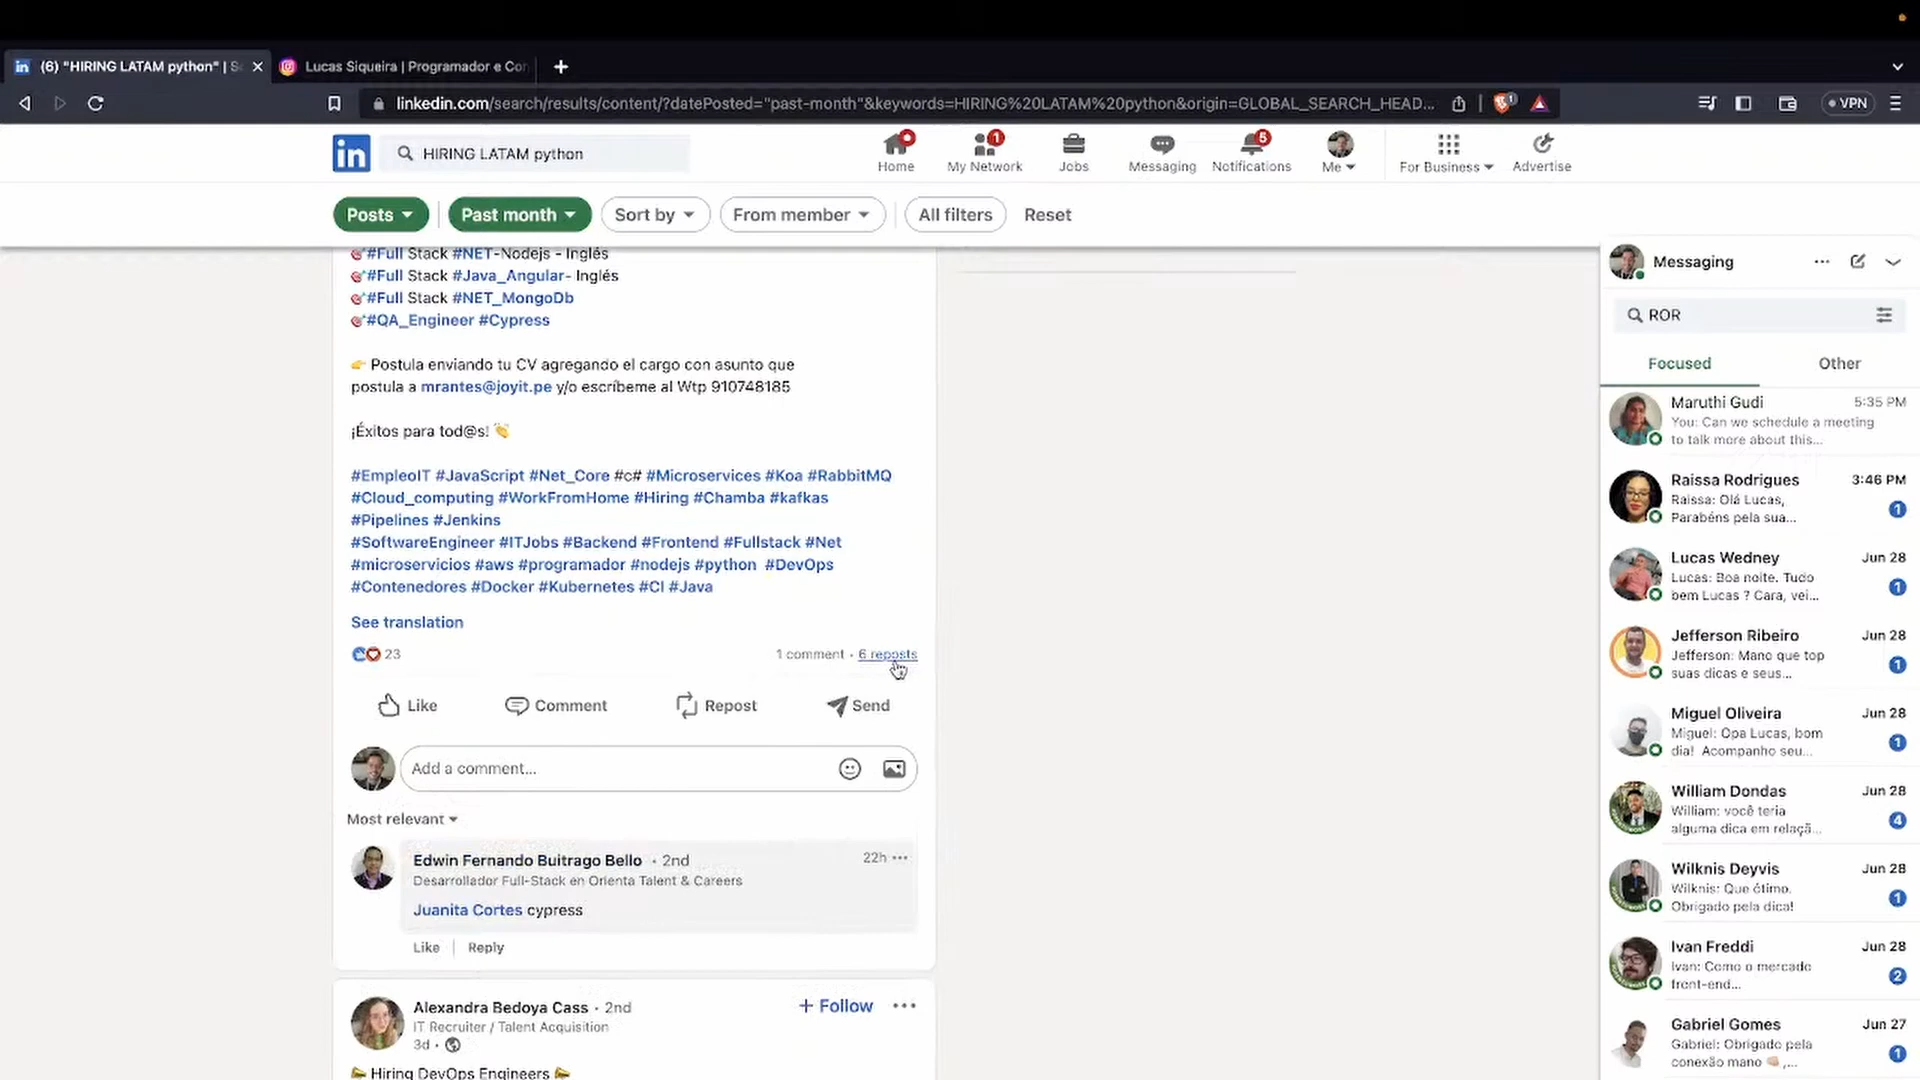 (6) "HIRING LATAM python" | S
Lucas Siqueira | Programador e Con
linkedin.com/search/results/content/?datePosted="past-month"&keywords=HIRING%20LATAM%20python&origin=GLOBAL_SEARCH_HEAD...
1
VPN
in
HIRING LATAM python
Home
1
My Network
Jobs
Messaging
5
Notifications
Me
For Business
Advertise
Posts
Past month
Sort by
From member
All filters
Reset
#Full Stack #NET-Nodejs - Inglés
#Full Stack #Java_Angular- Inglés
#Full Stack #NET_MongoDb
#QA_Engineer #Cypress
👉 Postula enviando tu CV agregando el cargo con asunto que
postula a mrantes@joyit.pe y/o escríbeme al Wtp 910748185
¡Éxitos para tod@s! 👏
#EmpleoIT #JavaScript #Net_Core #c# #Microservices #Koa #RabbitMQ
#Cloud_computing #WorkFromHome #Hiring #Chamba #kafkas
#Pipelines #Jenkins
#SoftwareEngineer #ITJobs #Backend #Frontend #Fullstack #Net
#microservicios #aws #programador #nodejs #python #DevOps
#Contenedores #Docker #Kubernetes #CI #Java
See translation
23
1 comment · 6 reposts
Like
Comment
Repost
Send
Add a comment...
Most relevant
Edwin Fernando Buitrago Bello · 2nd
22h
Desarrollador Full-Stack en Orienta Talent & Careers
Juanita Cortes cypress
Like | Reply
Alexandra Bedoya Cass · 2nd
+ Follow
IT Recruiter / Talent Acquisition
3d ·
Hiring DevOps Engineers
Messaging
ROR
Focused
Other
Maruthi Gudi
5:35 PM
You: Can we schedule a meeting
to talk more about this...
Raissa Rodrigues
3:46 PM
Raissa: Olá Lucas,
Parabéns pela sua...
1
Lucas Wedney
Jun 28
Lucas: Boa noite. Tudo
bem Lucas ? Cara, vei...
1
Jefferson Ribeiro
Jun 28
Jefferson: Mano que top
suas dicas e seus...
1
Miguel Oliveira
Jun 28
Miguel: Opa Lucas, bom
dia! Acompanho seu...
1
William Dondas
Jun 28
William: você teria
alguma dica em relaçã...
4
Wilknis Deyvis
Jun 28
Wilknis: Que ótimo.
Obrigado pela dica!
1
Ivan Freddi
Jun 28
Ivan: Como o mercado
front-end...
2
Gabriel Gomes
Jun 27
Gabriel: Obrigado pela
conexão mano 👊🏻,...
1